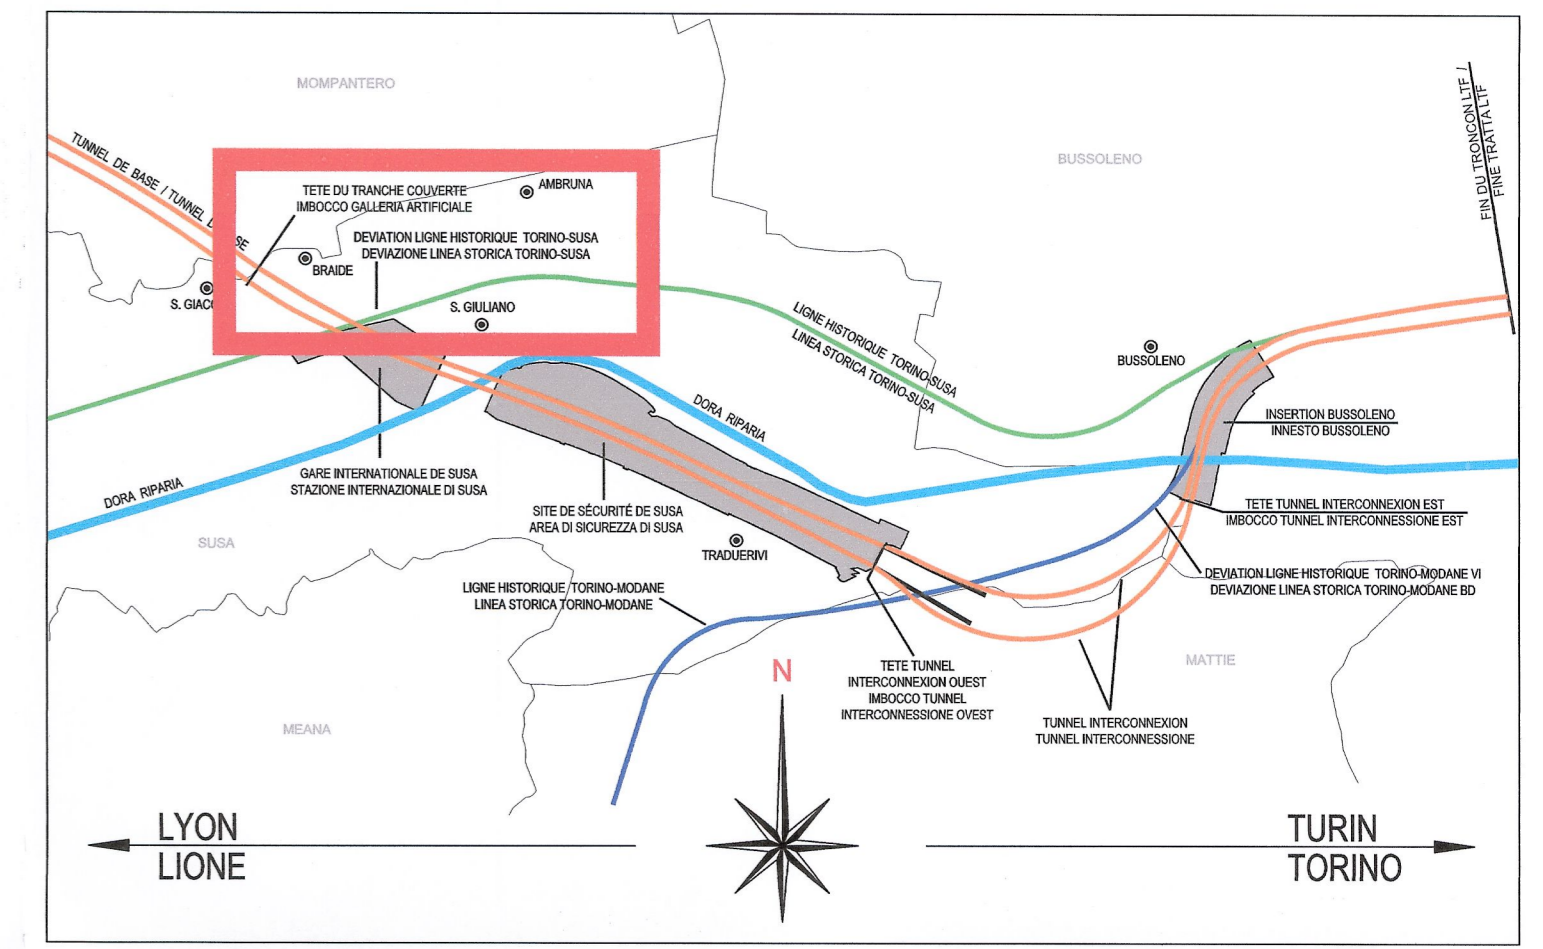 MOMPANTERO
BUSSOLENO
FIN DU TRONCON LTF /
FINE TRATTA LTF
TUNNEL DE BASE / TUNNEL D
SE
TETE DU TRANCHE COUVERTE
IMBOCCO GALLERIA ARTIFICIALE
AMBRUNA
DEVIATION LIGNE HISTORIQUE TORINO-SUSA
DEVIAZIONE LINEA STORICA TORINO-SUSA
BRAIDE
S. GIAC
S. GIULIANO
LIGNE HISTORIQUE TORINO-SUSA
LINEA STORICA TORINO-SUSA
BUSSOLENO
DORA RIPARIA
INSERTION BUSSOLENO
INNESTO BUSSOLENO
GARE INTERNATIONALE DE SUSA
STAZIONE INTERNAZIONALE DI SUSA
DORA RIPARIA
SITE DE SÉCURITÉ DE SUSA
AREA DI SICUREZZA DI SUSA
TETE TUNNEL INTERCONNEXION EST
IMBOCCO TUNNEL INTERCONNESSIONE EST
SUSA
TRADUERIVI
LIGNE HISTORIQUE TORINO-MODANE
LINEA STORICA TORINO-MODANE
DEVIATION LIGNE HISTORIQUE TORINO-MODANE VI
DEVIAZIONE LINEA STORICA TORINO-MODANE BD
MATTIE
N
TETE TUNNEL
INTERCONNEXION OUEST
IMBOCCO TUNNEL
INTERCONNESSIONE OVEST
TUNNEL INTERCONNEXION
TUNNEL INTERCONNESSIONE
MEANA
LYON
LIONE
TURIN
TORINO